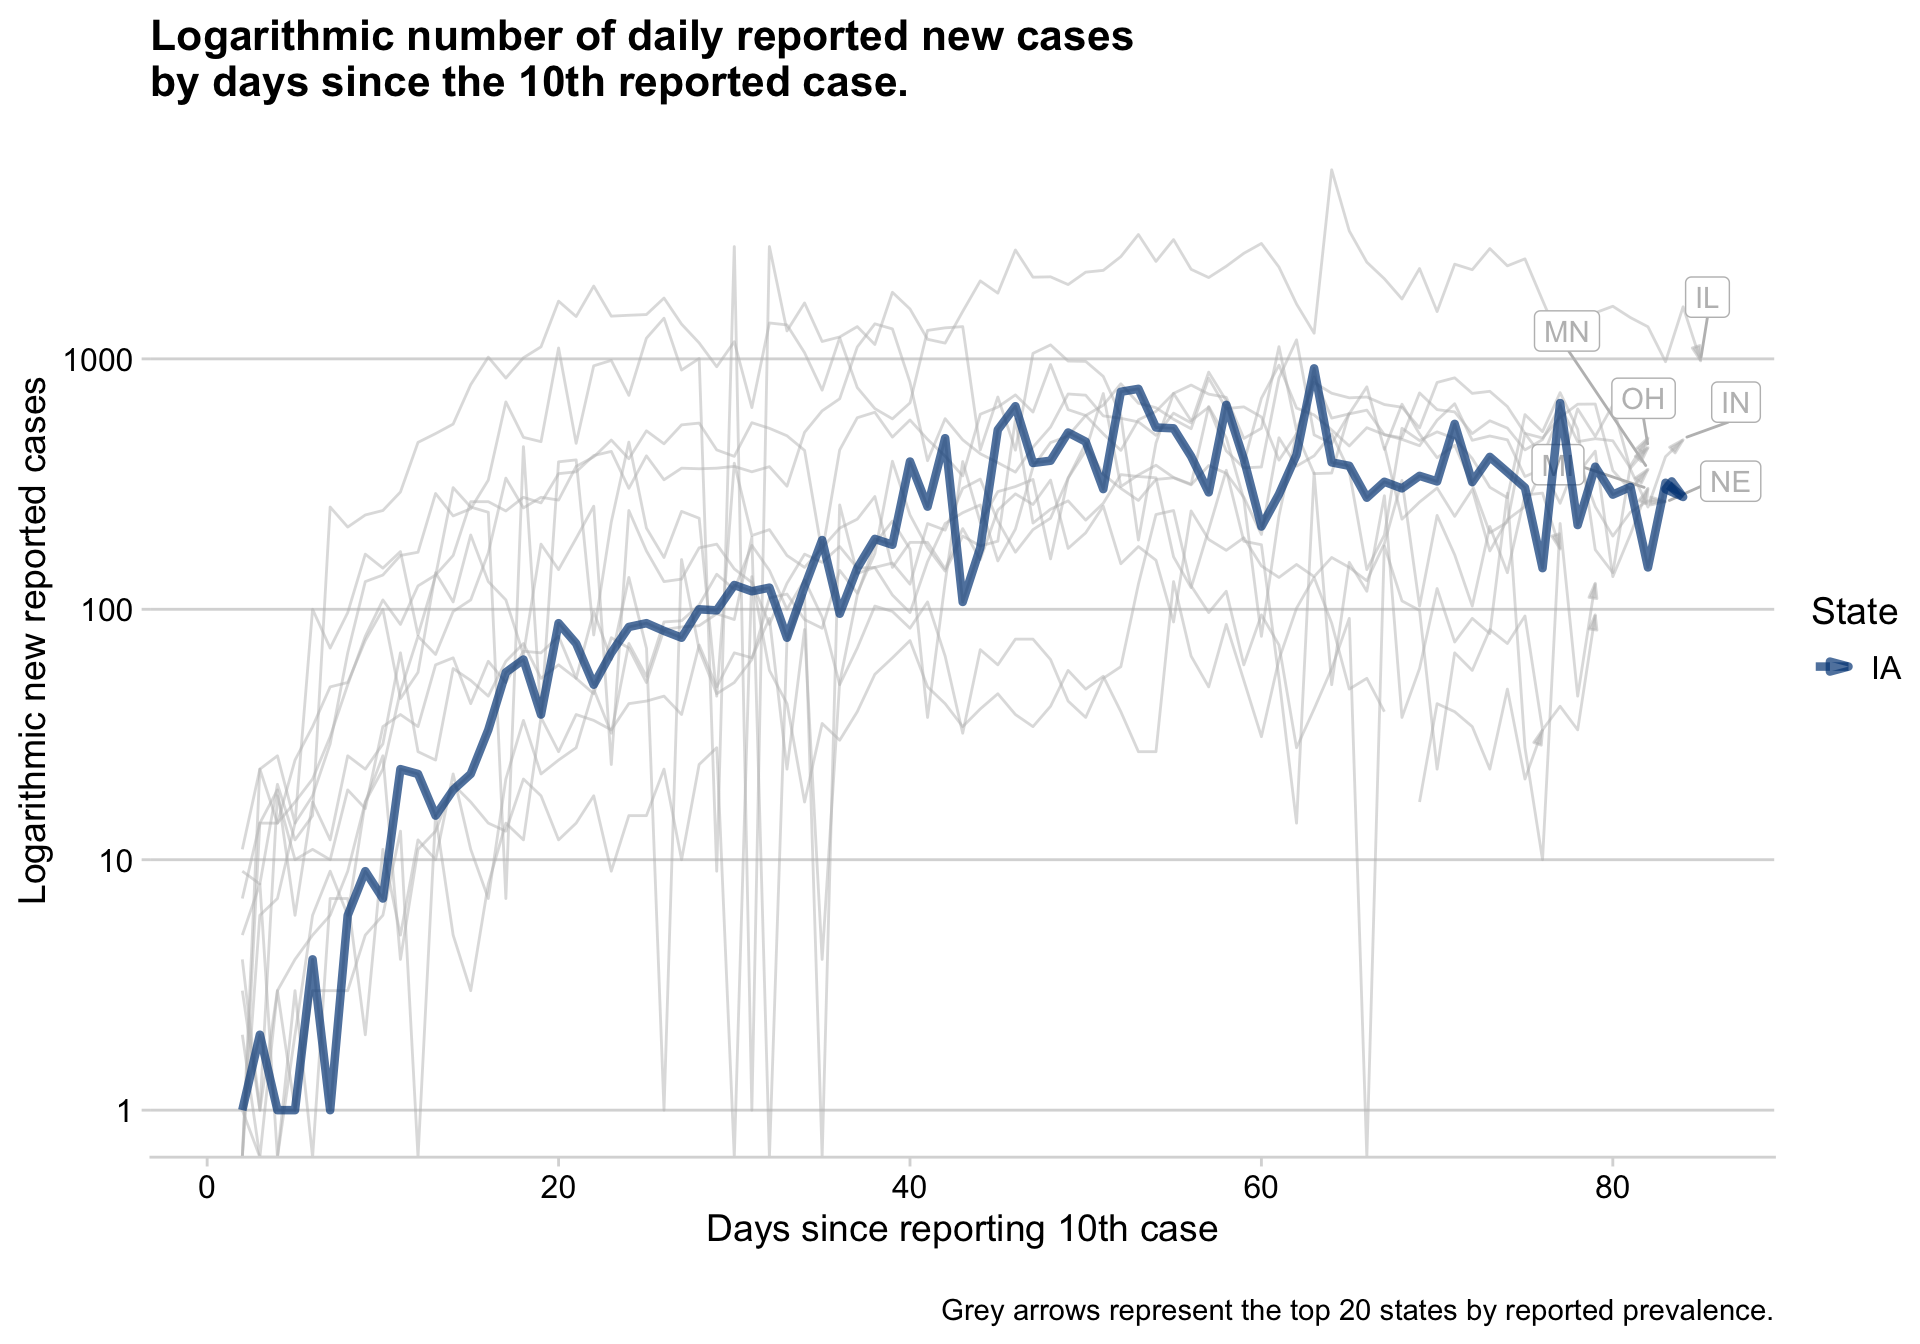 Logarithmic number of daily reported new cases
by days since the 10th reported case.
Logarithmic new reported cases
1000
100
10
1
IL
MN
OH
IN
NE
State
IA
0
20
40
60
80
Days since reporting 10th case
Grey arrows represent the top 20 states by reported prevalence.